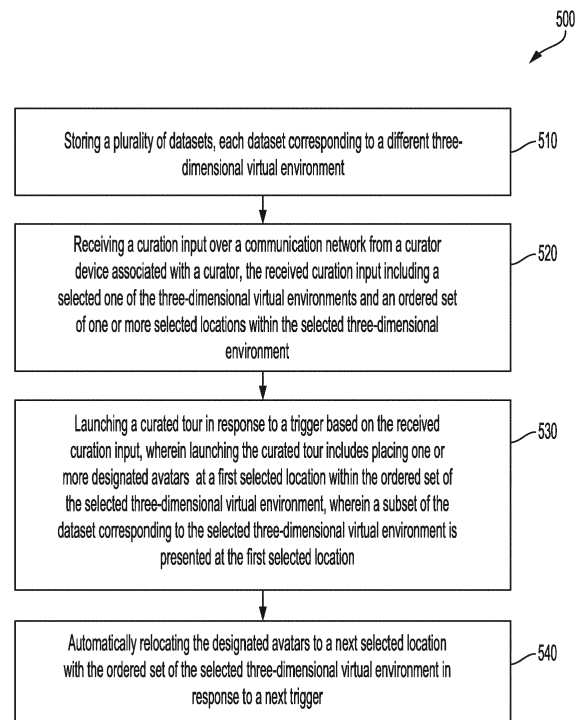 500
Storing a plurality of datasets, each dataset corresponding to a different three-
dimensional virtual environment
510
Receiving a curation input over a communication network from a curator
device associated with a curator, the received curation input including a
selected one of the three-dimensional virtual environments and an ordered set
of one or more selected locations within the selected three-dimensional
environment
520
Launching a curated tour in response to a trigger based on the received
curation input, wherein launching the curated tour includes placing one or
more designated avatars at a first selected location within the ordered set of
the selected three-dimensional virtual environment, wherein a subset of the
dataset corresponding to the selected three-dimensional virtual environment is
presented at the first selected location
530
Automatically relocating the designated avatars to a next selected location
with the ordered set of the selected three-dimensional virtual environment in
response to a next trigger
540